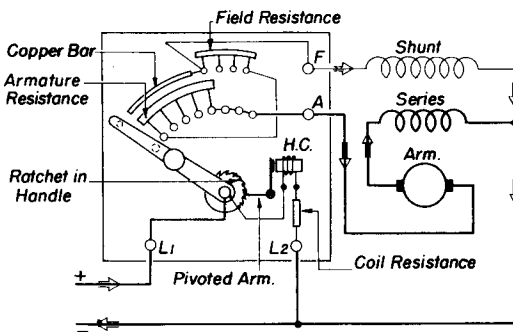 Field Resistance
Copper Bar
Armature
Resistance
F
Shunt
A
Series
H.C.
Arm.
Ratchet in
Handle
L1
L2
Pivoted Arm.
Coil Resistance
+
−